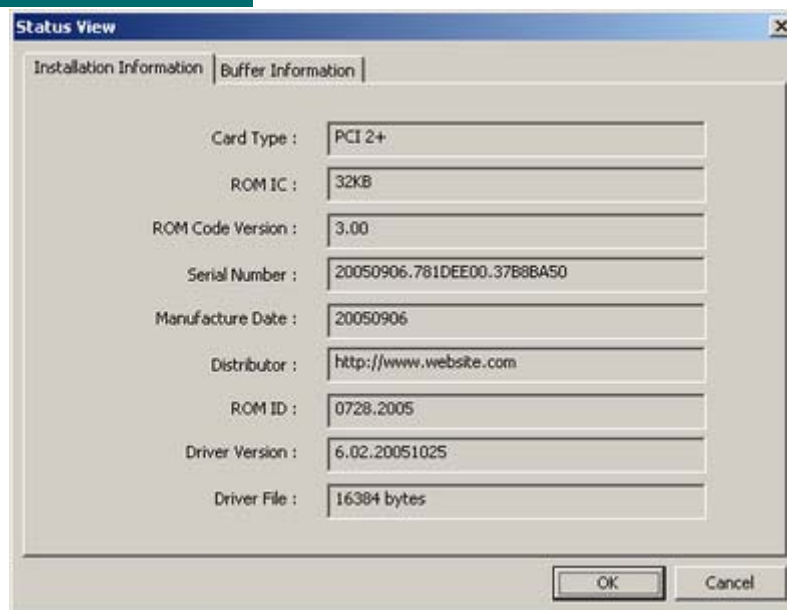 Status View
Installation Information Buffer Information
Card Type : PCI 2+
ROM IC : 32KB
ROM Code Version : 3.00
Serial Number : 20050906.781DEE00.37B8BA50
Manufacture Date : 20050906
Distributor : http://www.website.com
ROM ID : 0728.2005
Driver Version : 6.02.20051025
Driver File : 16384 bytes
OK Cancel